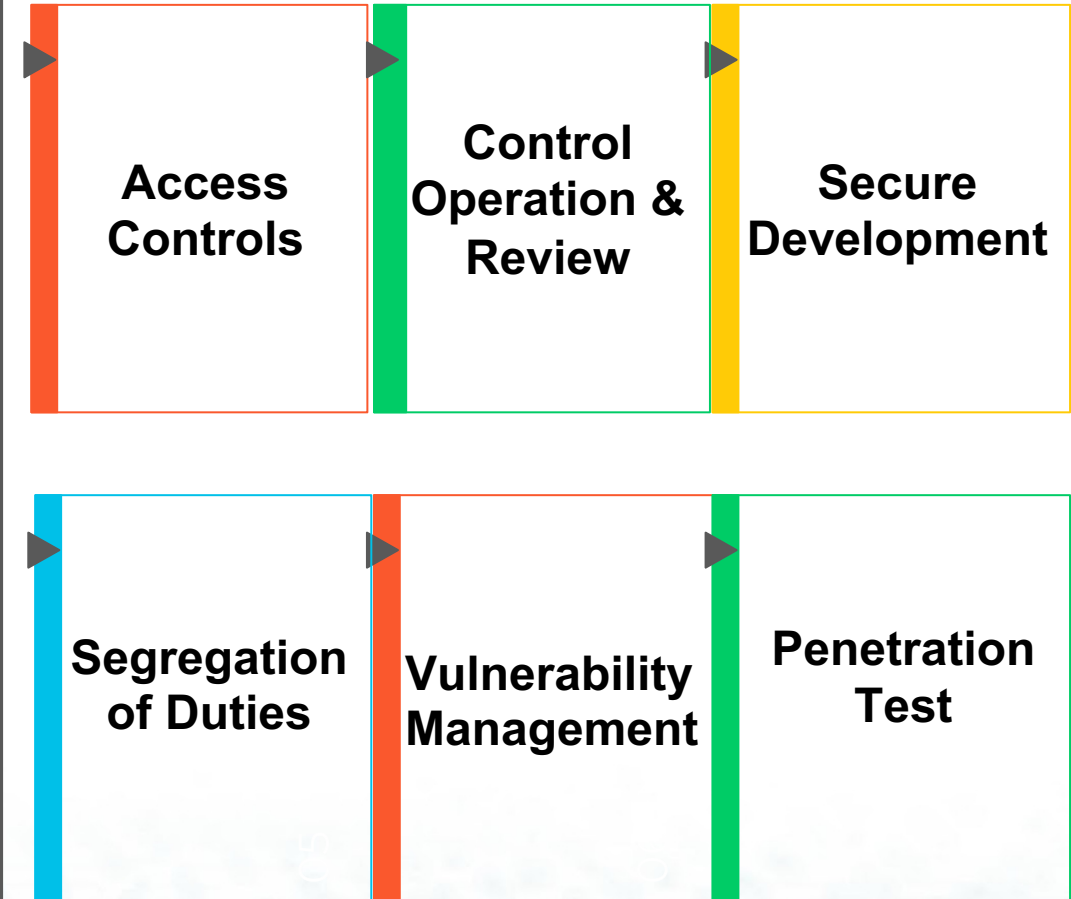 Access
Controls
Control
Operation &
Review
Secure
Development
Segregation
of Duties
Vulnerability
Management
Penetration
Test